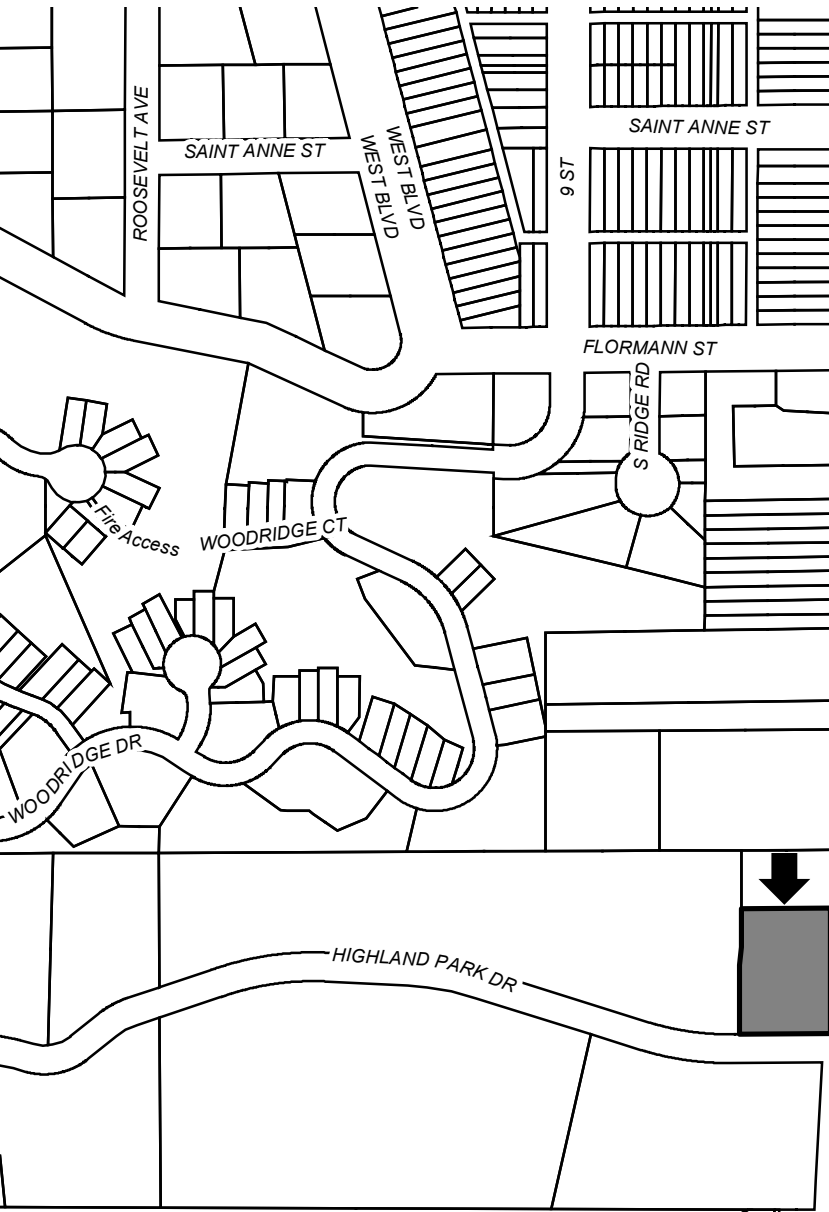 ROOSEVELT AVE
SAINT ANNE ST
WEST BLVD
WEST BLVD
9 ST
SAINT ANNE ST
FLORMANN ST
S RIDGE RD
Fire Access
WOODRIDGE CT
WOODRIDGE DR
HIGHLAND PARK DR